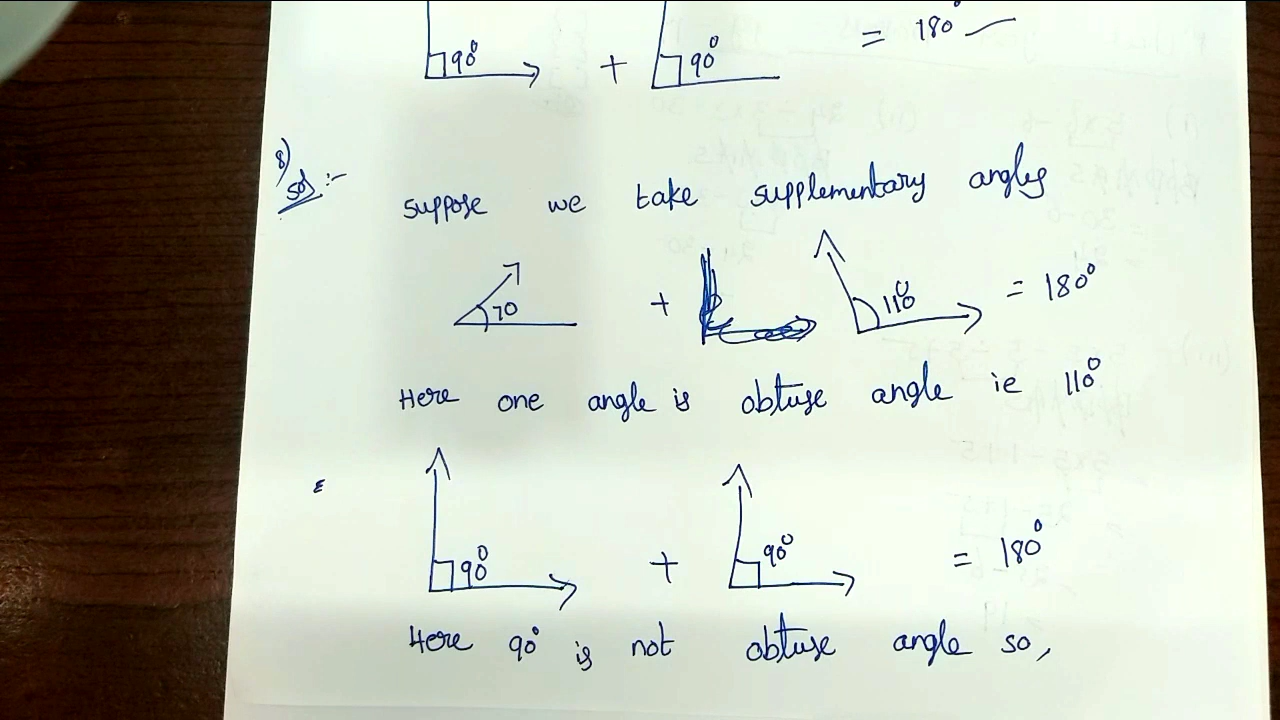 90° + 90° = 180°
8)
Sol :- suppose we take supplementary angles
70 + 110° = 180°
Here one angle is obtuse angle ie 110°
90° + 90° = 180°
Here 90° is not obtuse angle so,